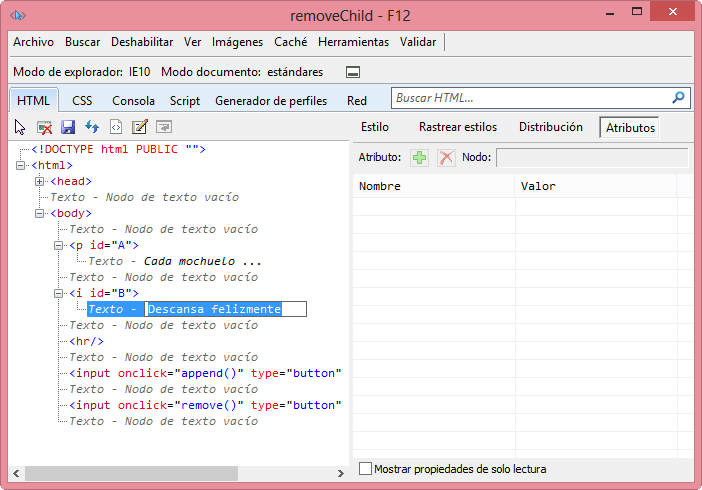 removeChild - F12
Archivo Buscar Deshabilitar Ver Imágenes Caché Herramientas Validar
Modo de explorador: IE10 Modo documento: estándares
HTML CSS Consola Script Generador de perfiles Red Buscar HTML...
Estilo Rastrear estilos Distribución Atributos
Atributo: Nodo:
Nombre Valor
<!DOCTYPE html PUBLIC "">
<html>
<head>
Texto - Nodo de texto vacío
<body>
Texto - Nodo de texto vacío
<p id="A">
Texto - Cada mochuelo ...
Texto - Nodo de texto vacío
<i id="B">
Texto - Descansa felizmente
Texto - Nodo de texto vacío
<hr/>
Texto - Nodo de texto vacío
<input onclick="append()" type="button"
Texto - Nodo de texto vacío
<input onclick="remove()" type="button"
Texto - Nodo de texto vacío
Mostrar propiedades de solo lectura